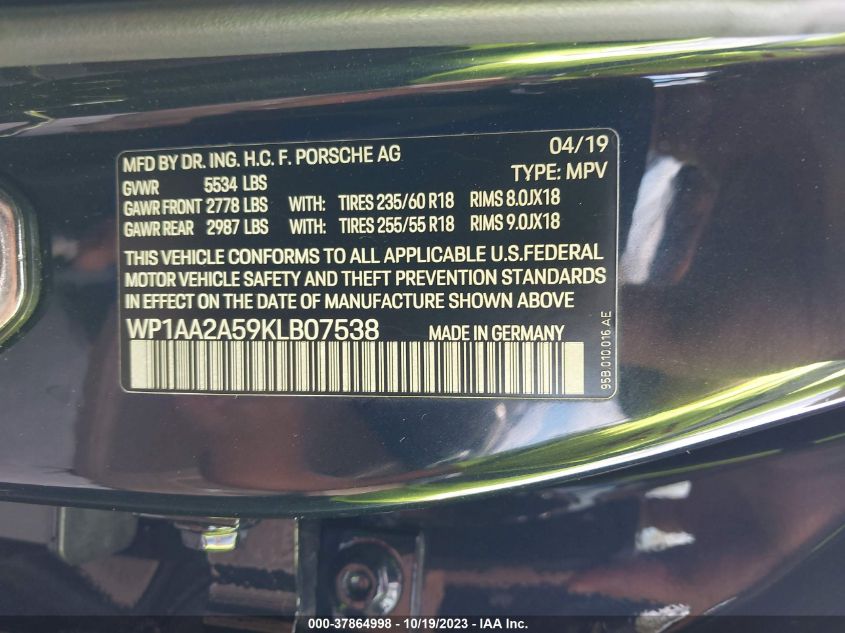 MFD BY DR. ING. H.C. F. PORSCHE AG 04/19
GVWR 5534 LBS TYPE: MPV
GAWR FRONT 2778 LBS WITH: TIRES 235/60 R18 RIMS 8.0JX18
GAWR REAR 2987 LBS WITH: TIRES 255/55 R18 RIMS 9.0JX18
THIS VEHICLE CONFORMS TO ALL APPLICABLE U.S.FEDERAL
MOTOR VEHICLE SAFETY AND THEFT PREVENTION STANDARDS
IN EFFECT ON THE DATE OF MANUFACTURE SHOWN ABOVE
WP1AA2A59KLB07538 MADE IN GERMANY
95B.010.016.AE
000-37864998 - 10/19/2023 - IAA Inc.